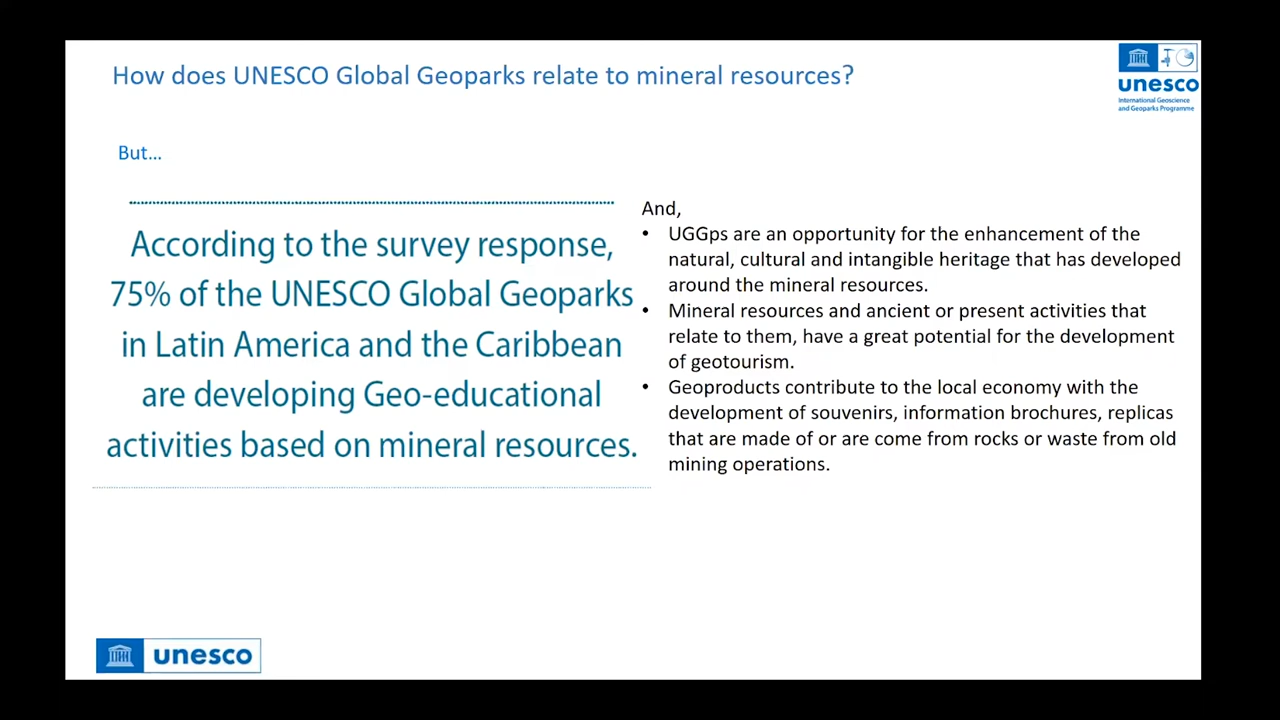 How does UNESCO Global Geoparks relate to mineral resources?
unesco
International Geoscience
and Geoparks Programme
But...
According to the survey response,
75% of the UNESCO Global Geoparks
in Latin America and the Caribbean
are developing Geo-educational
activities based on mineral resources.
And,
• UGGps are an opportunity for the enhancement of the
natural, cultural and intangible heritage that has developed
around the mineral resources.
• Mineral resources and ancient or present activities that
relate to them, have a great potential for the development
of geotourism.
• Geoproducts contribute to the local economy with the
development of souvenirs, information brochures, replicas
that are made of or are come from rocks or waste from old
mining operations.
unesco